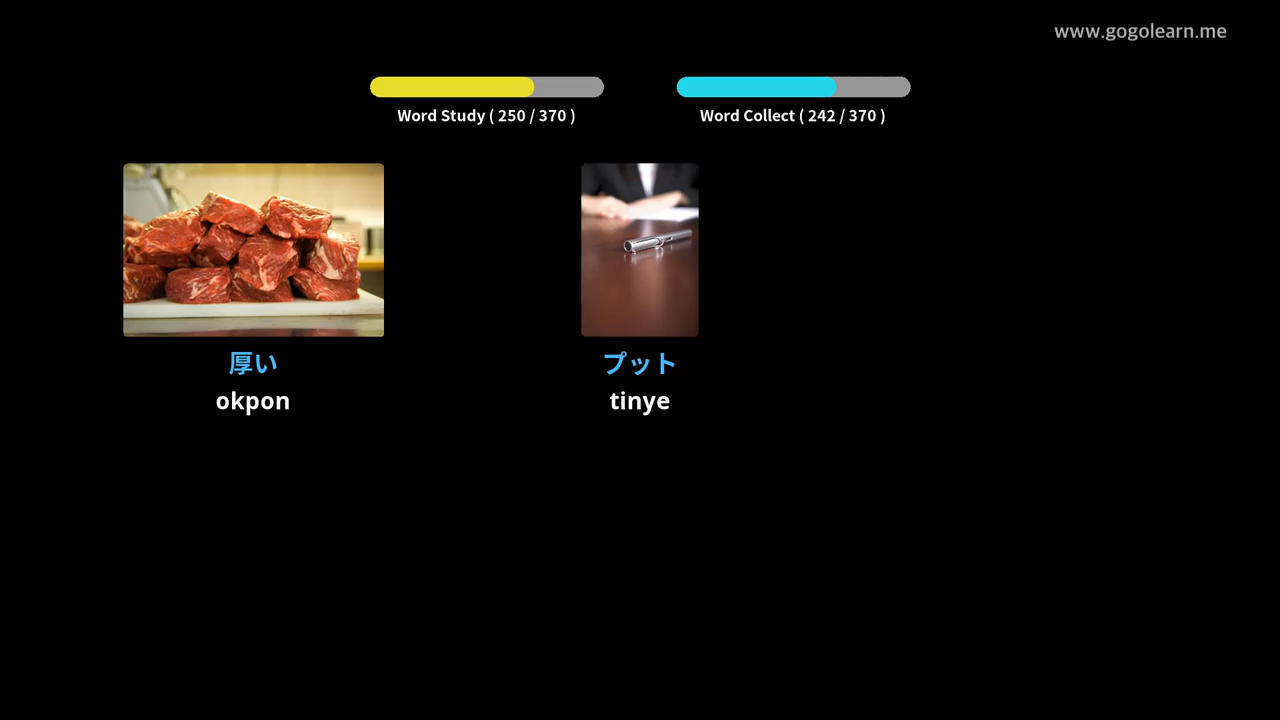 www.gogolearn.me
Word Study ( 250 / 370 )
Word Collect ( 242 / 370 )
厚い
okpon
プット
tinye